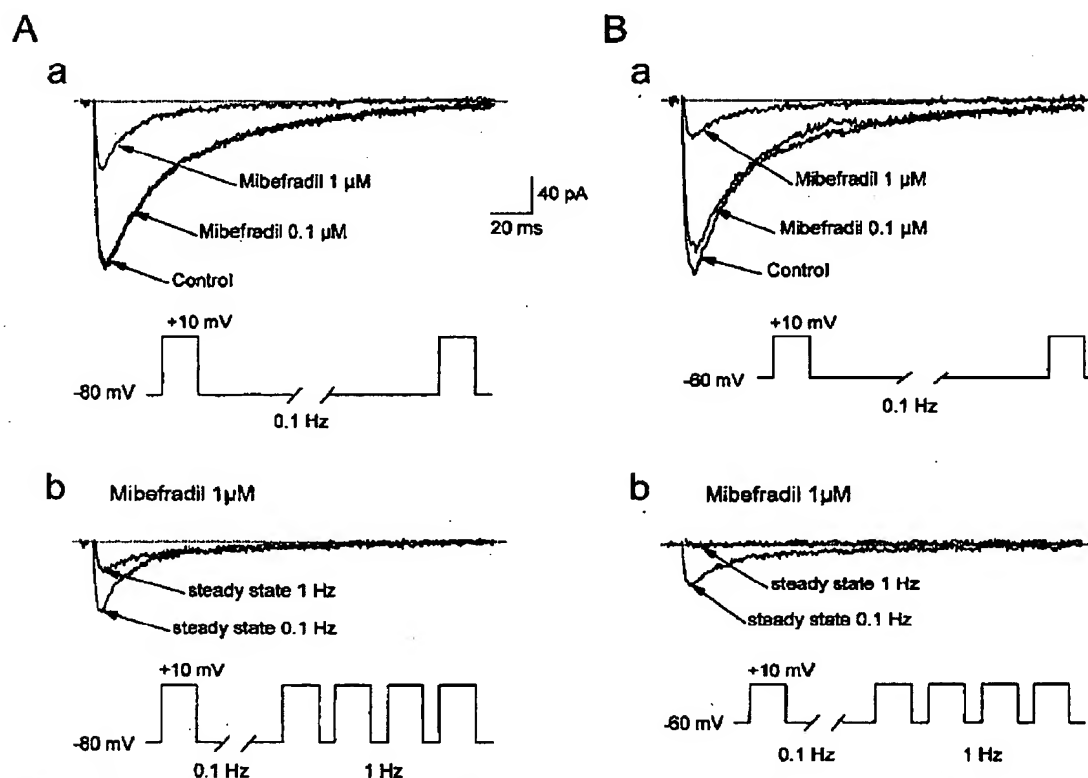 A
a
Mibefradil 1 µM
Mibefradil 0.1 µM
Control
40 pA
20 ms
+10 mV
-80 mV
0.1 Hz
B
a
Mibefradil 1 µM
Mibefradil 0.1 µM
Control
+10 mV
-60 mV
0.1 Hz
b
Mibefradil 1µM
steady state 1 Hz
steady state 0.1 Hz
+10 mV
-80 mV
0.1 Hz
1 Hz
b
Mibefradil 1µM
steady state 1 Hz
steady state 0.1 Hz
+10 mV
-60 mV
0.1 Hz
1 Hz